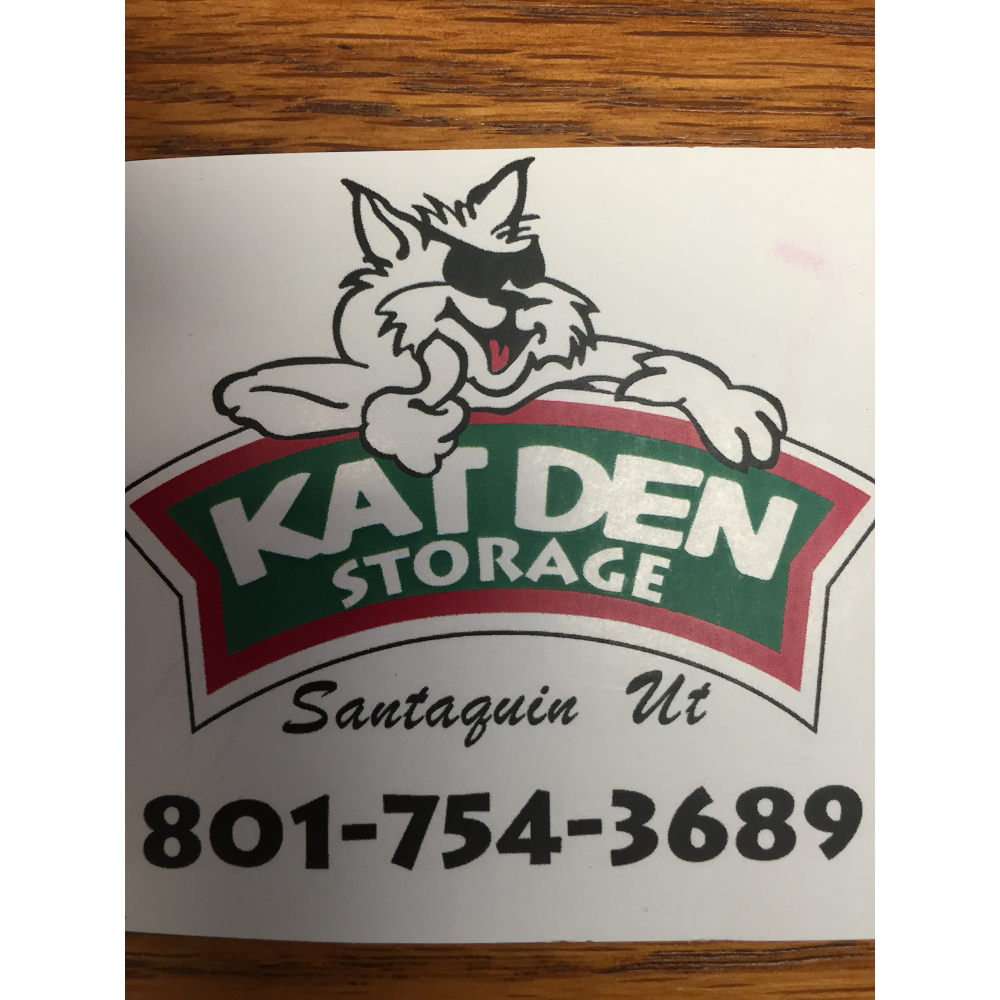 KAT DEN
STORAGE
Santaquin Ut
801-754-3689